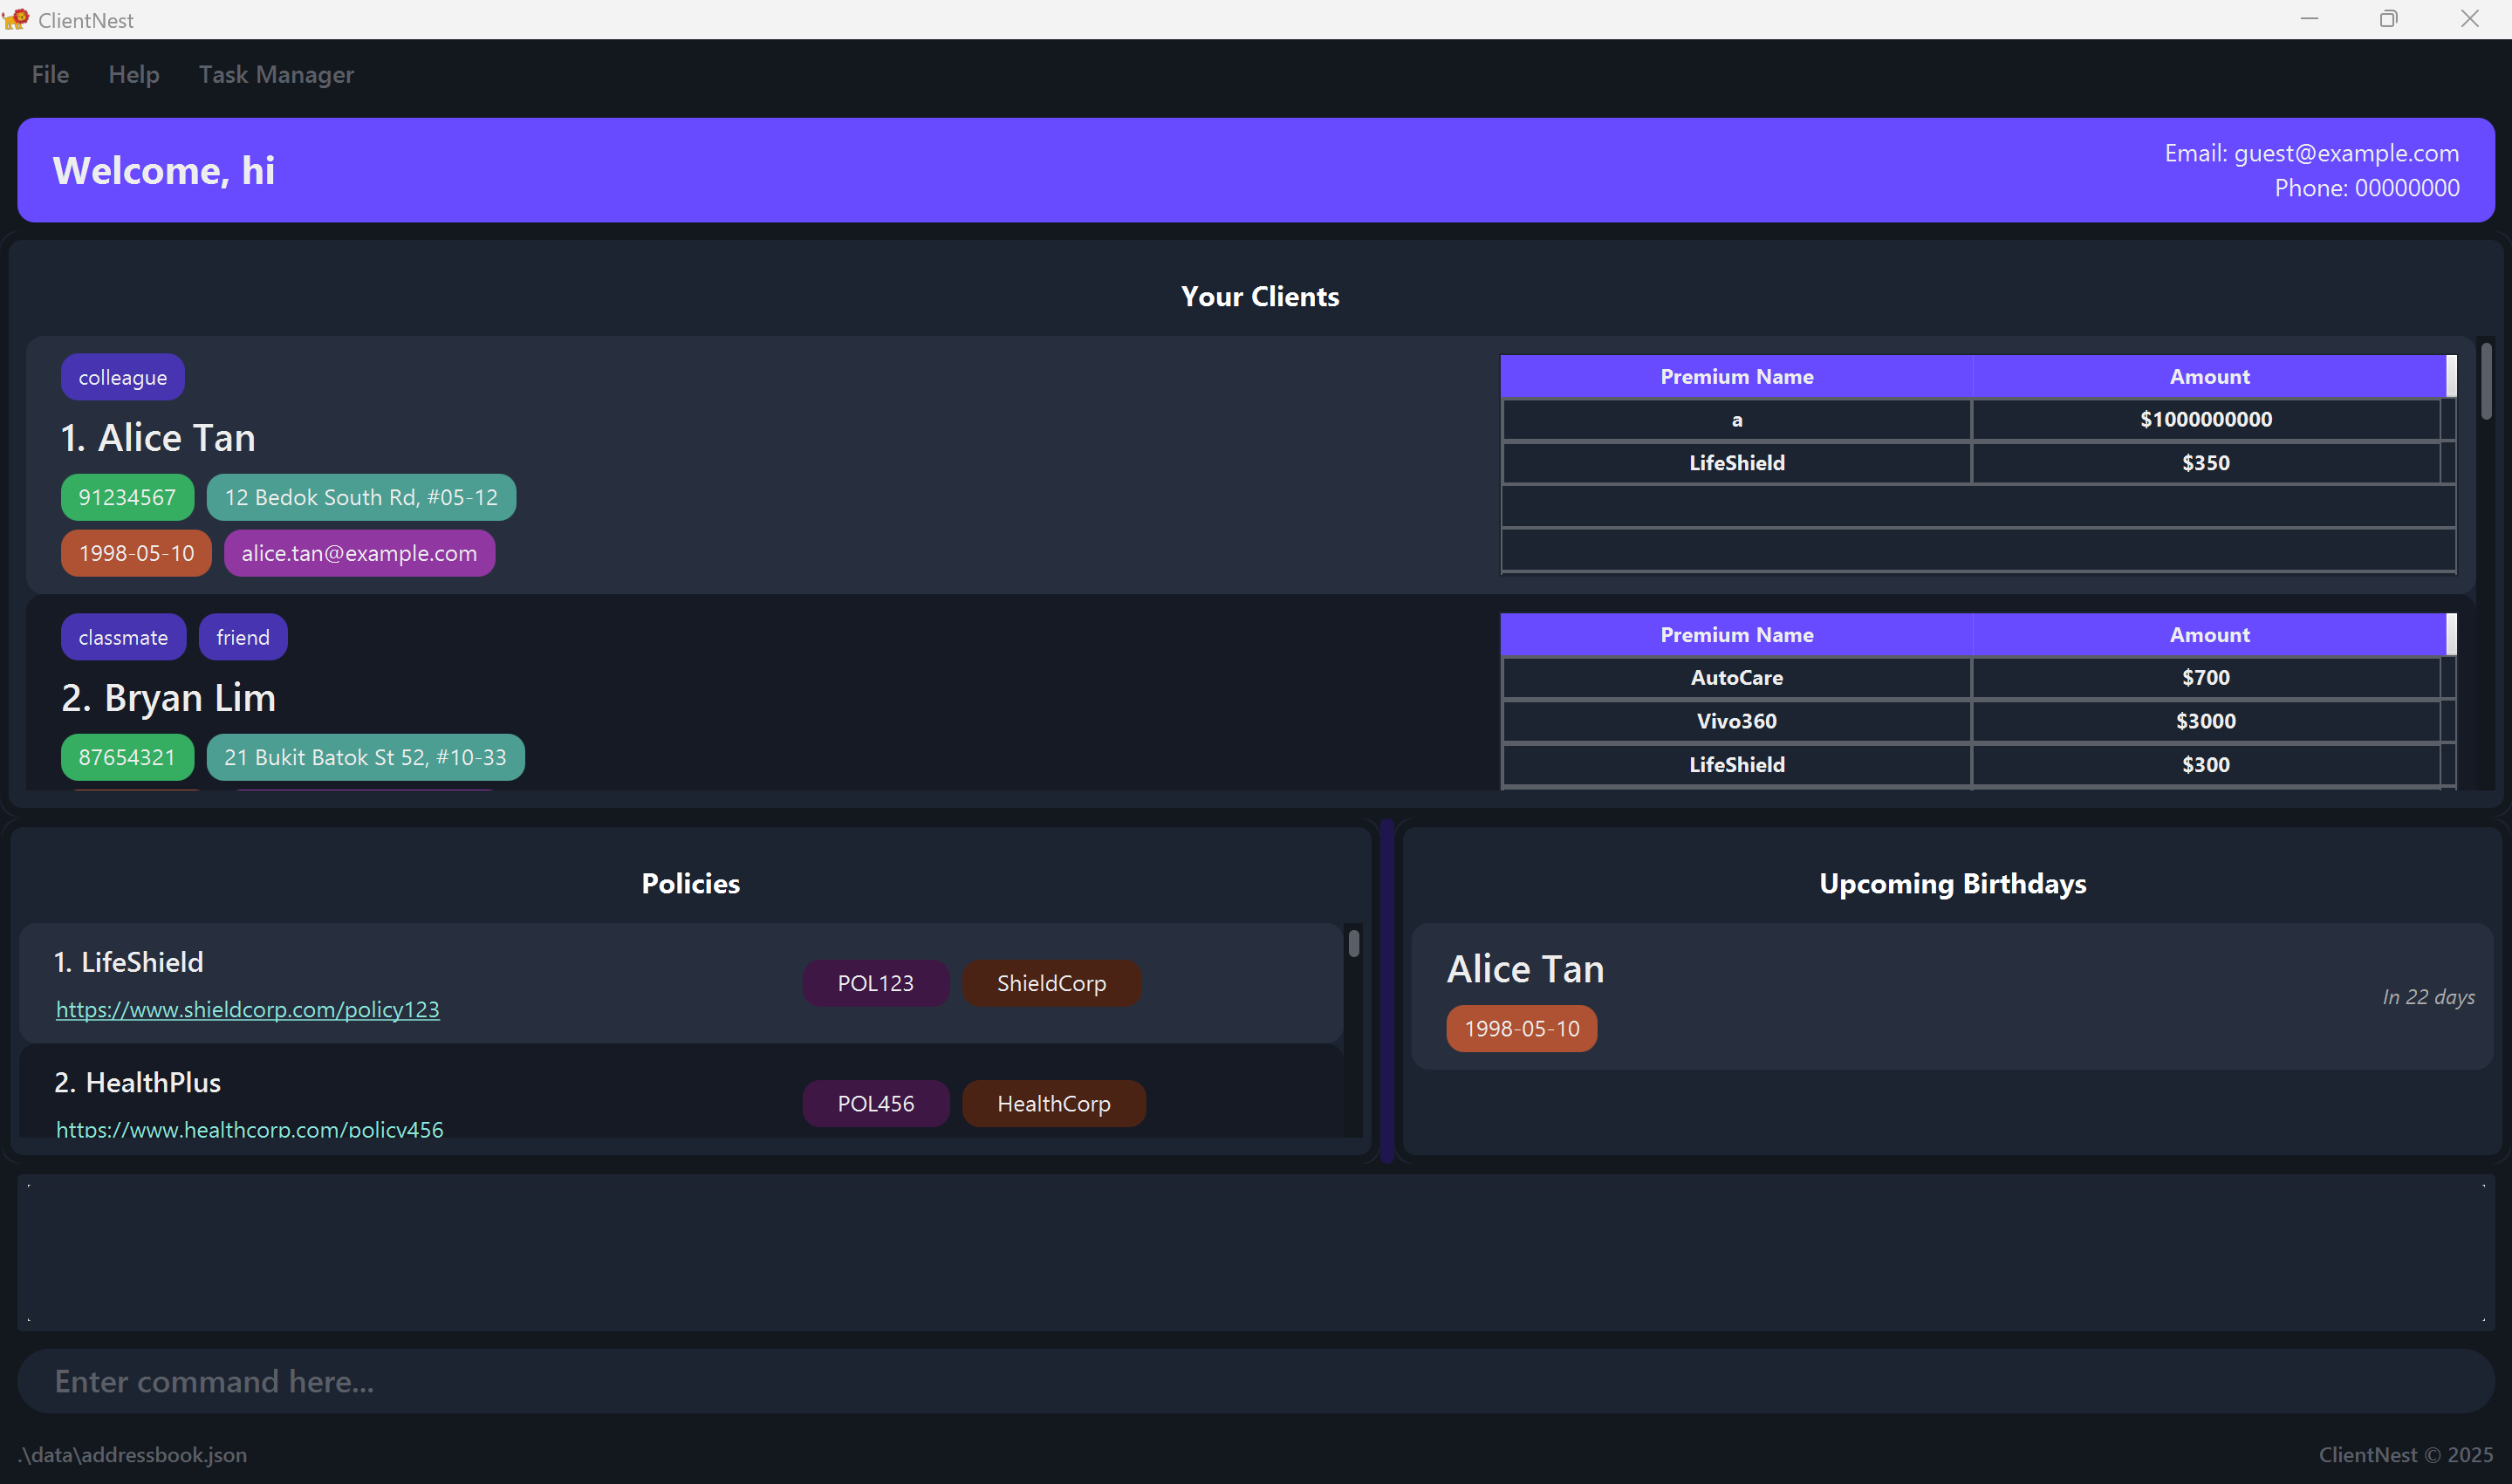 ClientNest
File Help Task Manager
Welcome, hi
Email: guest@example.com
Phone: 00000000
Your Clients
colleague
1. Alice Tan
91234567 12 Bedok South Rd, #05-12
1998-05-10 alice.tan@example.com
Premium Name Amount
a $1000000000
LifeShield $350
classmate friend
2. Bryan Lim
87654321 21 Bukit Batok St 52, #10-33
Premium Name Amount
AutoCare $700
Vivo360 $3000
LifeShield $300
Policies
1. LifeShield
https://www.shieldcorp.com/policy123
POL123 ShieldCorp
2. HealthPlus
https://www.healthcorp.com/policy456
POL456 HealthCorp
Upcoming Birthdays
Alice Tan
1998-05-10
In 22 days
Enter command here...
.\data\addressbook.json
ClientNest © 2025